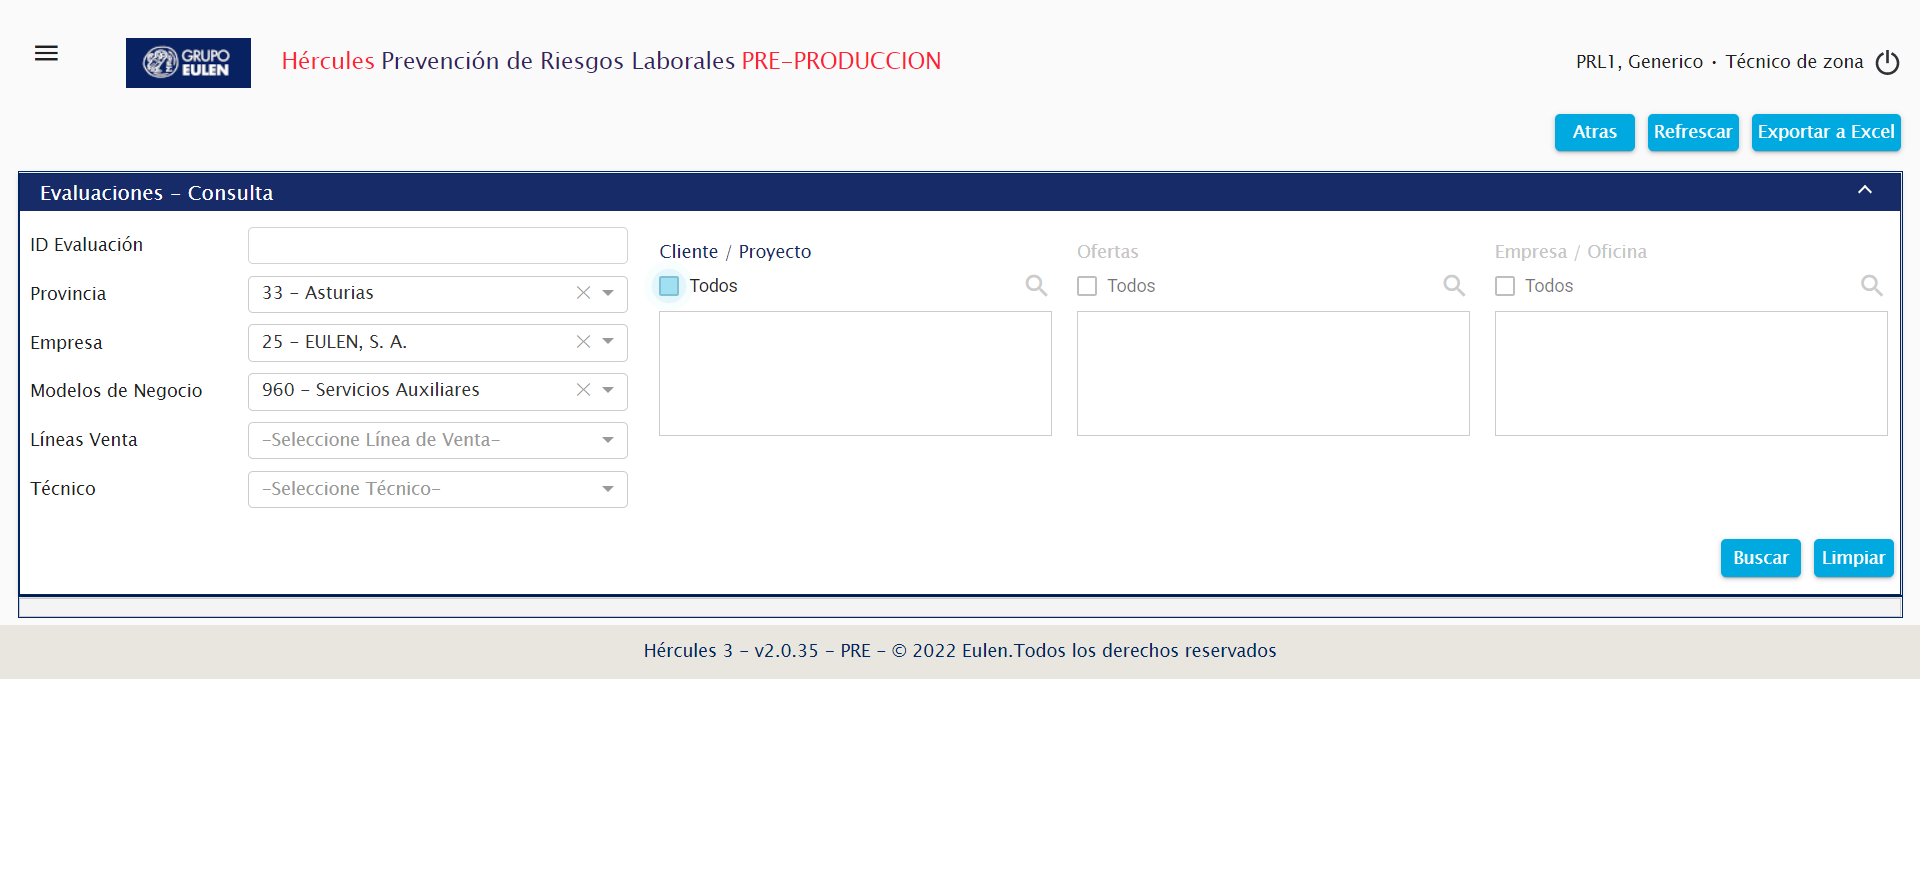 GRUPO
EULEN
Hércules Prevención de Riesgos Laborales PRE-PRODUCCION
PRL1, Generico · Técnico de zona
Atras
Refrescar
Exportar a Excel
Evaluaciones - Consulta
ID Evaluación
Provincia
33 - Asturias
Empresa
25 - EULEN, S. A.
Modelos de Negocio
960 - Servicios Auxiliares
Líneas Venta
-Seleccione Línea de Venta-
Técnico
-Seleccione Técnico-
Cliente / Proyecto
Todos
Ofertas
Todos
Empresa / Oficina
Todos
Buscar
Limpiar
Hércules 3 - v2.0.35 - PRE - © 2022 Eulen.Todos los derechos reservados